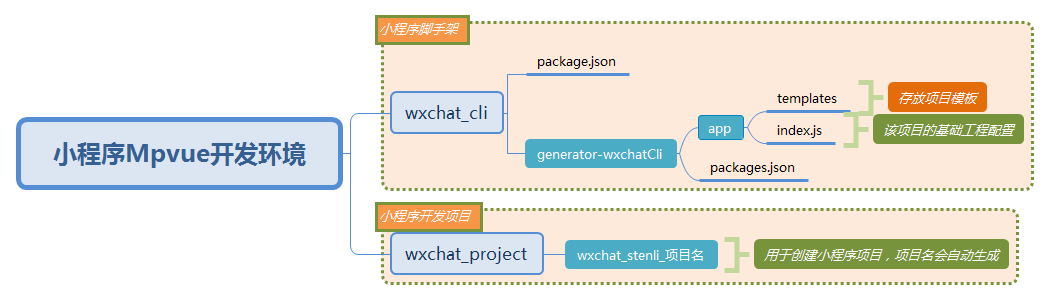 小程序脚手架
package.json
wxchat_cli
templates
存放项目模板
app
index.js
该项目的基础工程配置
generator-wxchatCli
packages.json
小程序Mpvue开发环境
小程序开发项目
wxchat_project
wxchat_stenli_项目名
用于创建小程序项目，项目名会自动生成